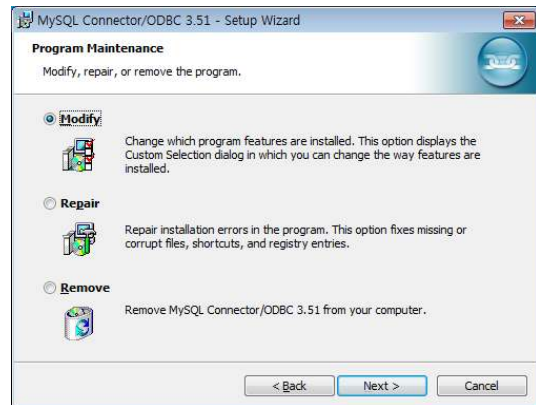 MySQL Connector/ODBC 3.51 - Setup Wizard
Program Maintenance
Modify, repair, or remove the program.
Modify
Change which program features are installed. This option displays the
Custom Selection dialog in which you can change the way features are
installed.
Repair
Repair installation errors in the program. This option fixes missing or
corrupt files, shortcuts, and registry entries.
Remove
Remove MySQL Connector/ODBC 3.51 from your computer.
< Back
Next >
Cancel